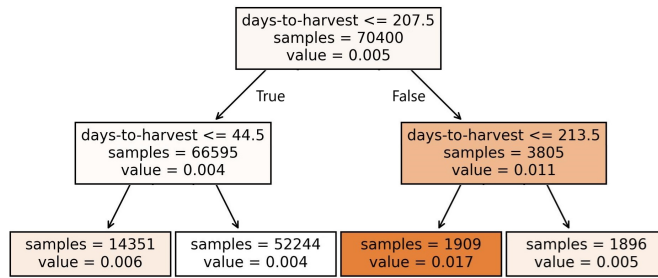 days-to-harvest <= 207.5
samples = 70400
value = 0.005
True
False
days-to-harvest <= 44.5
samples = 66595
value = 0.004
days-to-harvest <= 213.5
samples = 3805
value = 0.011
samples = 14351
value = 0.006
samples = 52244
value = 0.004
samples = 1909
value = 0.017
samples = 1896
value = 0.005